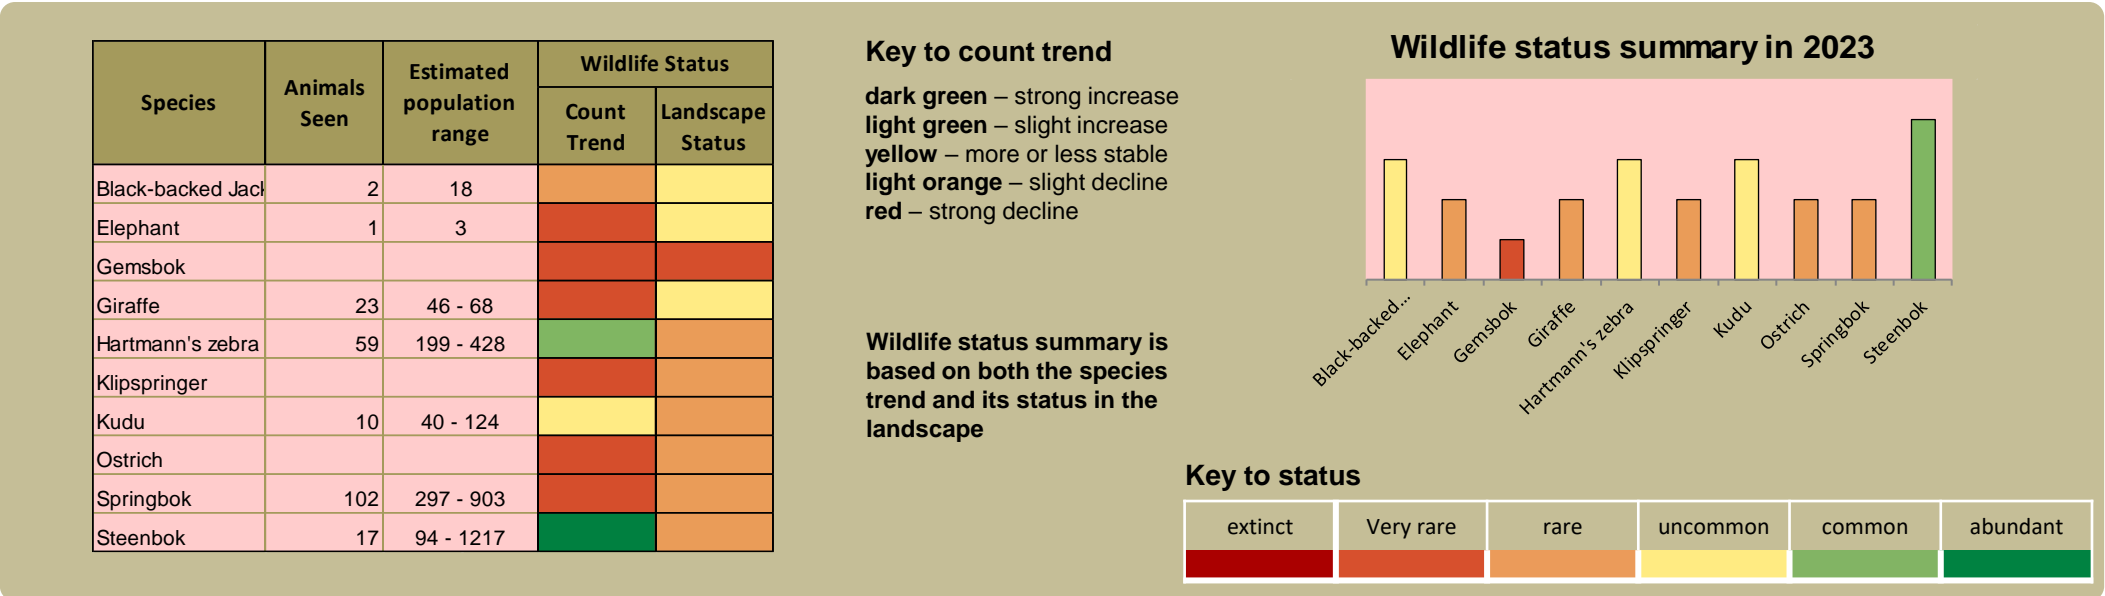 Species
Animals
Seen
Estimated
population
range
Wildlife Status
Count
Trend
Landscape
Status
Black-backed Jack
2
18
Elephant
1
3
Gemsbok
Giraffe
23
46 - 68
Hartmann's zebra
59
199 - 428
Klipspringer
Kudu
10
40 - 124
Ostrich
Springbok
102
297 - 903
Steenbok
17
94 - 1217
Key to count trend
dark green – strong increase
light green – slight increase
yellow – more or less stable
light orange – slight decline
red – strong decline
Wildlife status summary is
based on both the species
trend and its status in the
landscape
Wildlife status summary in 2023
Black-backed...
Elephant
Gemsbok
Giraffe
Hartmann's zebra
Klipspringer
Kudu
Ostrich
Springbok
Steenbok
Key to status
extinct
Very rare
rare
uncommon
common
abundant